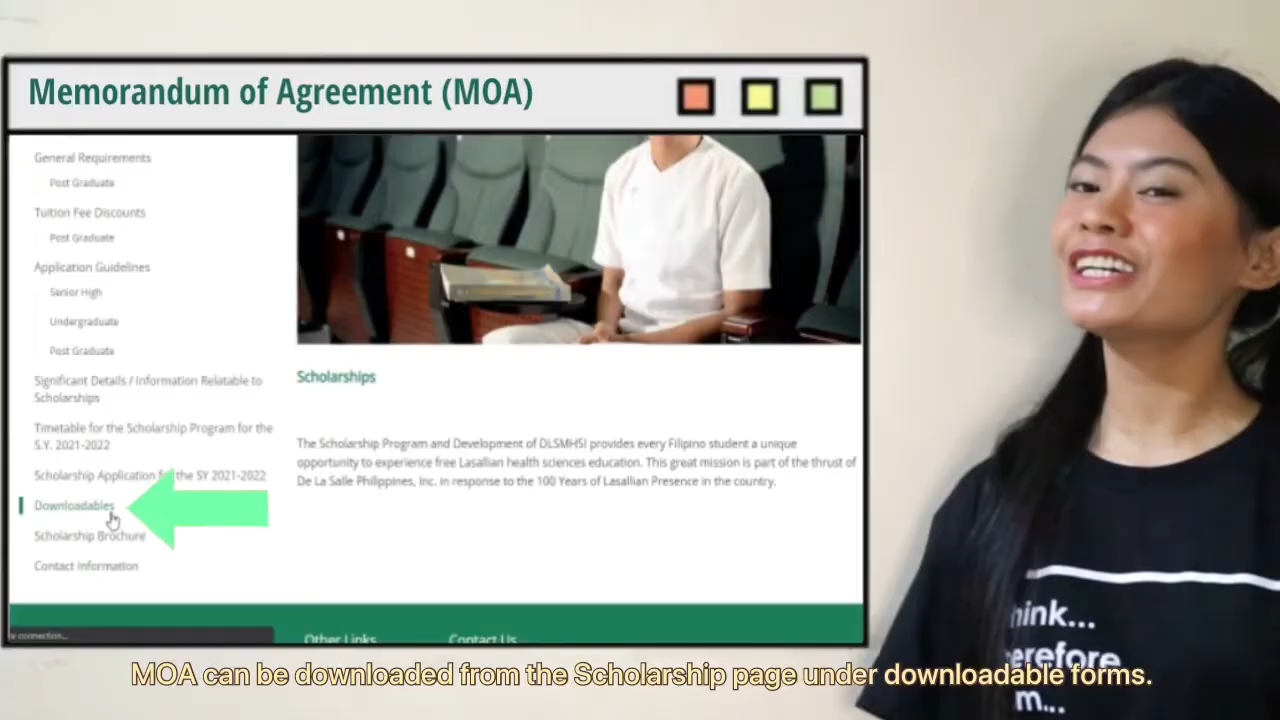 Memorandum of Agreement (MOA)
General Requirements
Post Graduate
Tuition Fee Discounts
Post Graduate
Application Guidelines
Senior High
Undergraduate
Post Graduate
Significant Details / Information Relatable to
Scholarships
Timetable for the Scholarship Program for the
S.Y. 2021-2022
Scholarship Application for the SY 2021-2022
Downloadables
Scholarship Brochure
Contact Information
Scholarships
The Scholarship Program and Development of DLSMHSI provides every Filipino student a unique
opportunity to experience free Lasallian health sciences education. This great mission is part of the thrust of
De La Salle Philippines, Inc. in response to the 100 Years of Lasallian Presence in the country.
connection...
Other Links
Contact Us
hink...
erefore
m...
MOA can be downloaded from the Scholarship page under downloadable forms.